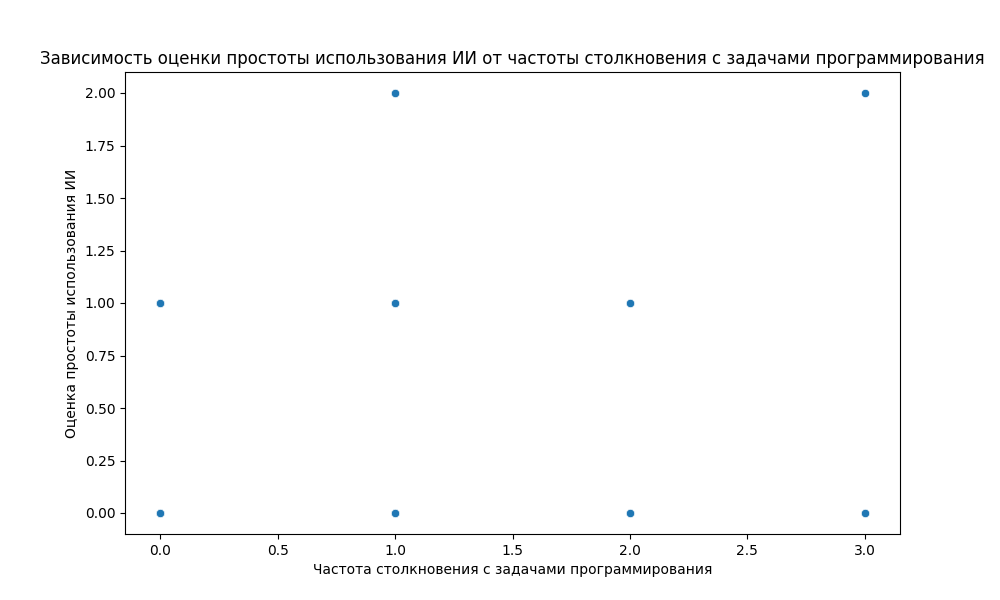 Зависимость оценки простоты использования ИИ от частоты столкновения с задачами программирования
2.00
1.75
1.50
1.25
1.00
0.75
0.50
0.25
0.00
Оценка простоты использования ИИ
0.0 0.5 1.0 1.5 2.0 2.5 3.0
Частота столкновения с задачами программирования